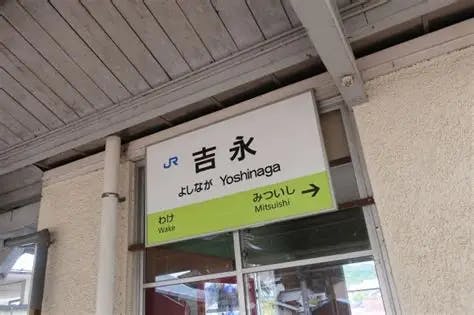 JR 吉永
よしなが Yoshinaga
わけ みついし →
Wake Mitsuishi